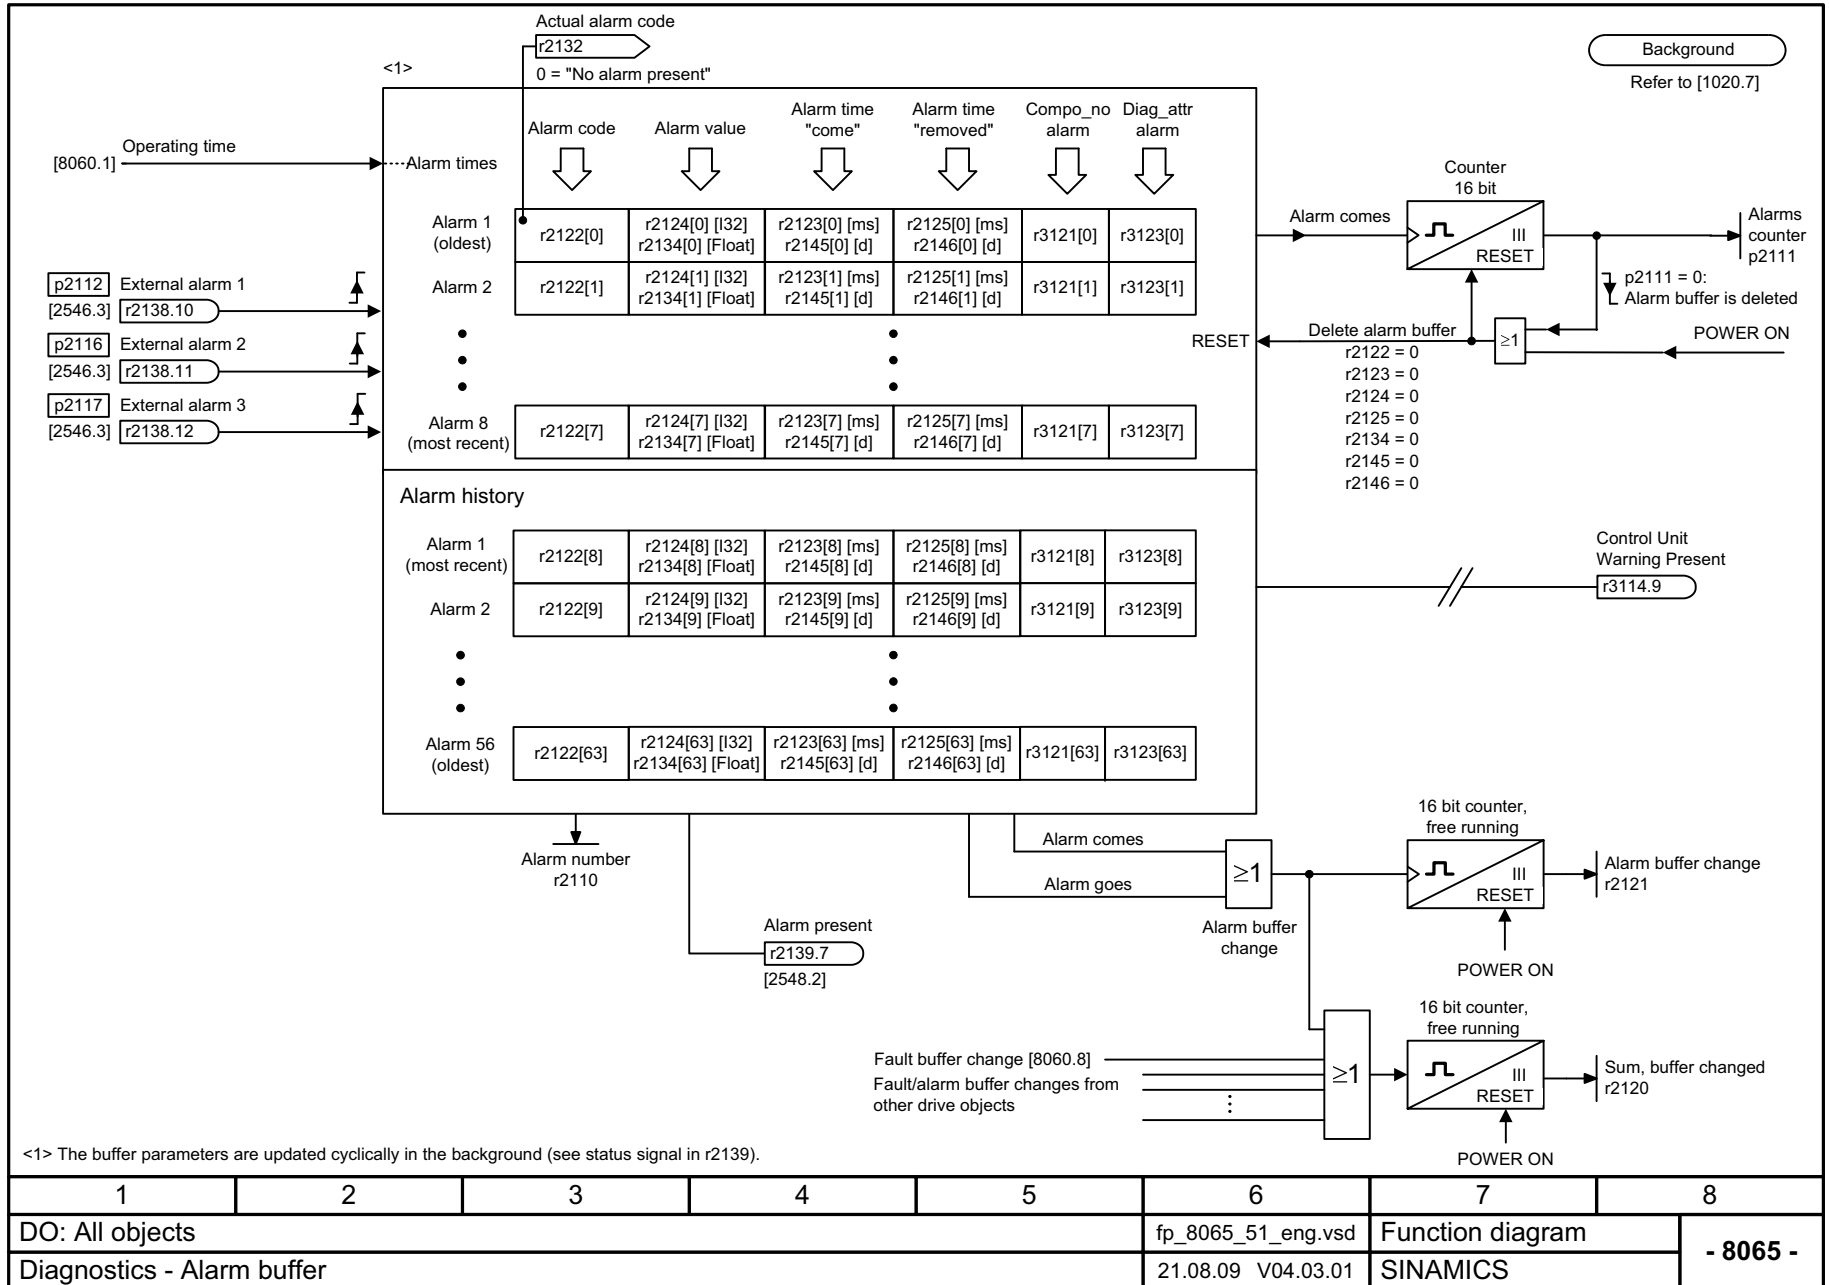 Actual alarm code
r2132
0 = "No alarm present"
<1>
Background
Refer to [1020.7]
Operating time
[8060.1]
Alarm times
Alarm code
Alarm value
Alarm time
"come"
Alarm time
"removed"
Compo_no
alarm
Diag_attr
alarm
Alarm 1
(oldest)
r2122[0]
r2124[0] [I32]
r2134[0] [Float]
r2123[0] [ms]
r2145[0] [d]
r2125[0] [ms]
r2146[0] [d]
r3121[0]
r3123[0]
Alarm 2
r2122[1]
r2124[1] [I32]
r2134[1] [Float]
r2123[1] [ms]
r2145[1] [d]
r2125[1] [ms]
r2146[1] [d]
r3121[1]
r3123[1]
Alarm 8
(most recent)
r2122[7]
r2124[7] [I32]
r2134[7] [Float]
r2123[7] [ms]
r2145[7] [d]
r2125[7] [ms]
r2146[7] [d]
r3121[7]
r3123[7]
p2112
External alarm 1
[2546.3]
r2138.10
p2116
External alarm 2
[2546.3]
r2138.11
p2117
External alarm 3
[2546.3]
r2138.12
Alarm comes
Counter
16 bit
III
RESET
Alarms
counter
p2111
p2111 = 0:
Alarm buffer is deleted
POWER ON
≥1
RESET
Delete alarm buffer
r2122 = 0
r2123 = 0
r2124 = 0
r2125 = 0
r2134 = 0
r2145 = 0
r2146 = 0
Alarm history
Alarm 1
(most recent)
r2122[8]
r2124[8] [I32]
r2134[8] [Float]
r2123[8] [ms]
r2145[8] [d]
r2125[8] [ms]
r2146[8] [d]
r3121[8]
r3123[8]
Alarm 2
r2122[9]
r2124[9] [I32]
r2134[9] [Float]
r2123[9] [ms]
r2145[9] [d]
r2125[9] [ms]
r2146[9] [d]
r3121[9]
r3123[9]
Alarm 56
(oldest)
r2122[63]
r2124[63] [I32]
r2134[63] [Float]
r2123[63] [ms]
r2145[63] [d]
r2125[63] [ms]
r2146[63] [d]
r3121[63]
r3123[63]
Control Unit
Warning Present
r3114.9
Alarm number
r2110
Alarm present
r2139.7
[2548.2]
Alarm comes
Alarm goes
≥1
Alarm buffer
change
16 bit counter,
free running
III
RESET
POWER ON
Alarm buffer change
r2121
Fault buffer change [8060.8]
Fault/alarm buffer changes from
other drive objects
≥1
16 bit counter,
free running
III
RESET
POWER ON
Sum, buffer changed
r2120
<1> The buffer parameters are updated cyclically in the background (see status signal in r2139).
1 2 3 4 5 6 7 8
DO: All objects
fp_8065_51_eng.vsd
Function diagram
- 8065 -
Diagnostics - Alarm buffer
21.08.09 V04.03.01
SINAMICS